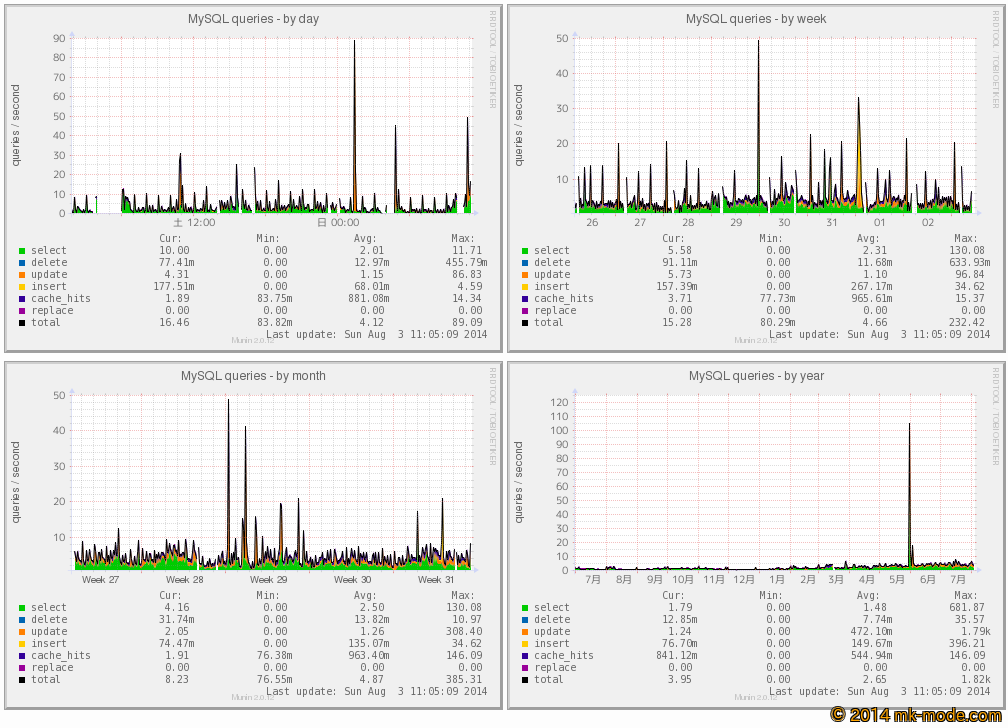 MySQL queries - by day
RRDTOOL / TOBI OETIKER
queries / second
90
80
70
60
50
40
30
20
10
0
土 12:00 日 00:00
Cur: Min: Avg: Max:
select 10.00 0.00 2.01 11.71
delete 77.41m 0.00 12.97m 455.79m
update 4.31 0.00 1.15 86.83
insert 177.51m 0.00 68.01m 4.59
cache_hits 1.89 83.75m 881.08m 14.34
replace 0.00 0.00 0.00 0.00
total 16.46 83.82m 4.12 89.09
Last update: Sun Aug 3 11:05:09 2014
MySQL queries - by week
RRDTOOL / TOBI OETIKER
queries / second
50
40
30
20
10
26 27 28 29 30 31 01 02
Cur: Min: Avg: Max:
select 5.58 0.00 2.31 130.08
delete 91.11m 0.00 11.68m 633.93m
update 5.73 0.00 1.10 96.84
insert 157.39m 0.00 267.17m 34.62
cache_hits 3.71 77.73m 965.61m 15.37
replace 0.00 0.00 0.00 0.00
total 15.28 80.29m 4.66 232.42
Last update: Sun Aug 3 11:05:09 2014
MySQL queries - by month
RRDTOOL / TOBI OETIKER
queries / second
50
40
30
20
10
Week 27 Week 28 Week 29 Week 30 Week 31
Cur: Min: Avg: Max:
select 4.16 0.00 2.50 130.08
delete 31.74m 0.00 13.82m 10.97
update 2.05 0.00 1.26 308.40
insert 74.47m 0.00 135.07m 34.62
cache_hits 1.91 76.38m 963.40m 146.09
replace 0.00 0.00 0.00 0.00
total 8.23 76.55m 4.87 385.31
Last update: Sun Aug 3 11:05:09 2014
MySQL queries - by year
RRDTOOL / TOBI OETIKER
queries / second
120
110
100
90
80
70
60
50
40
30
20
10
0
7月 8月 9月 10月 11月 12月 1月 2月 3月 4月 5月 6月 7月
Cur: Min: Avg: Max:
select 1.79 0.00 1.48 681.87
delete 12.85m 0.00 7.74m 35.57
update 1.24 0.00 472.10m 1.79k
insert 76.70m 0.00 149.67m 396.21
cache_hits 841.12m 0.00 544.94m 146.09
replace 0.00 0.00 0.00 0.00
total 3.95 0.00 2.65 1.82k
Last update: Sun Aug 3 11:05:09 2014
© 2014 mk-mode.com